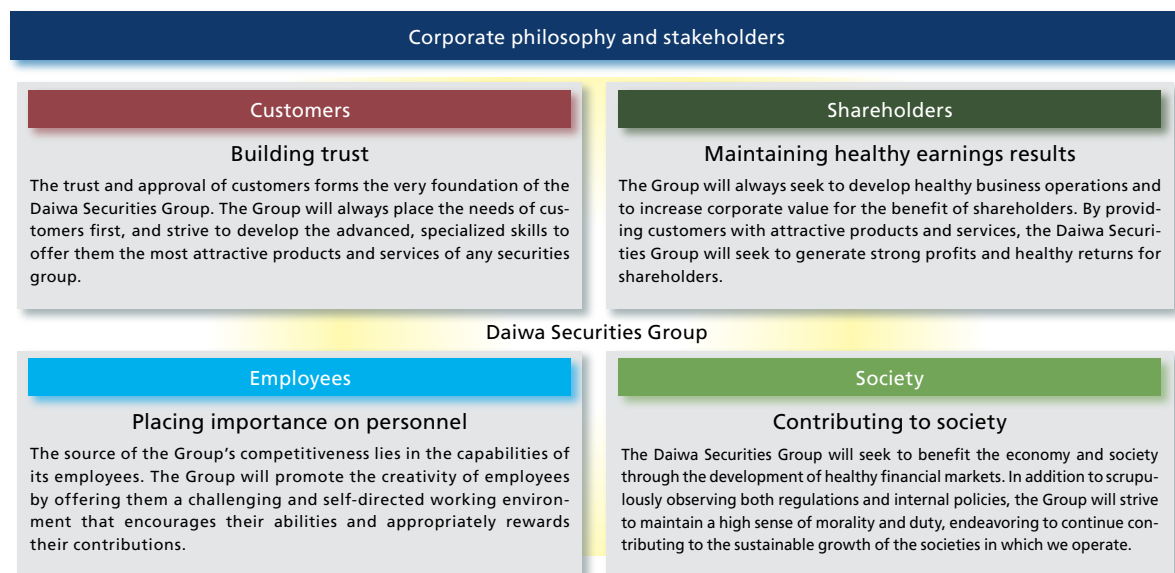 Corporate philosophy and stakeholders
Customers
Building trust
The trust and approval of customers forms the very foundation of the
Daiwa Securities Group. The Group will always place the needs of cus-
tomers first, and strive to develop the advanced, specialized skills to
offer them the most attractive products and services of any securities
group.
Shareholders
Maintaining healthy earnings results
The Group will always seek to develop healthy business operations and
to increase corporate value for the benefit of shareholders. By provid-
ing customers with attractive products and services, the Daiwa Securi-
ties Group will seek to generate strong profits and healthy returns for
shareholders.
Daiwa Securities Group
Employees
Placing importance on personnel
The source of the Group's competitiveness lies in the capabilities of
its employees. The Group will promote the creativity of employees
by offering them a challenging and self-directed working environ-
ment that encourages their abilities and appropriately rewards
their contributions.
Society
Contributing to society
The Daiwa Securities Group will seek to benefit the economy and society
through the development of healthy financial markets. In addition to scrupu-
lously observing both regulations and internal policies, the Group will strive
to maintain a high sense of morality and duty, endeavoring to continue con-
tributing to the sustainable growth of the societies in which we operate.